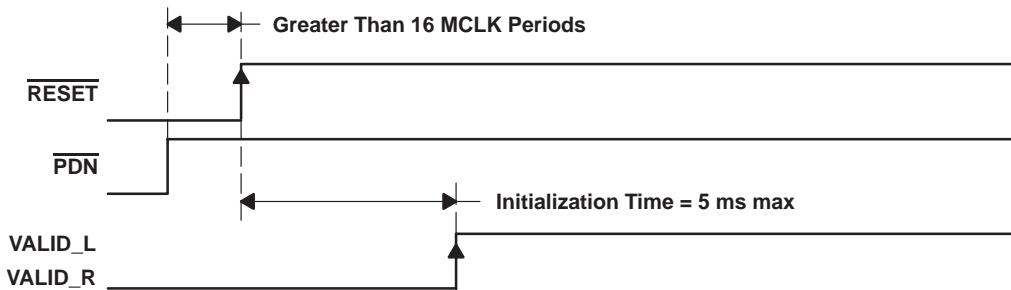 Greater Than 16 MCLK Periods
RESET
PDN
Initialization Time = 5 ms max
VALID_L
VALID_R